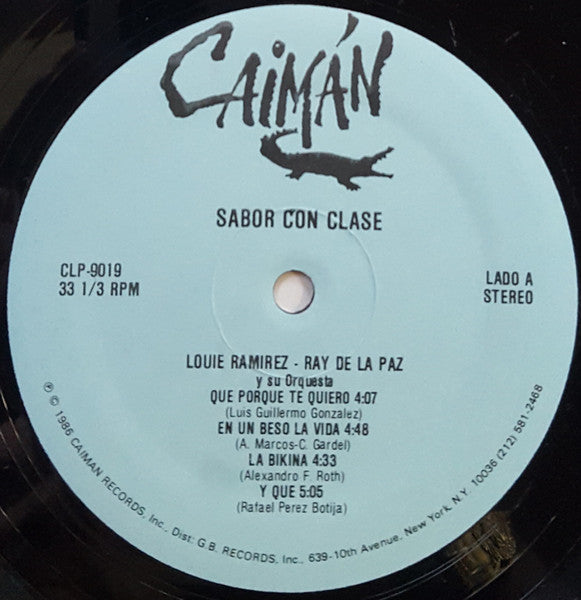 CAIMÁN
SABOR CON CLASE
CLP-9019
33 1/3 RPM
LADO A
STEREO
LOUIE RAMIREZ - RAY DE LA PAZ
y su Orquesta
QUE PORQUE TE QUIERO 4:07
(Luis Guillermo Gonzalez)
EN UN BESO LA VIDA 4:48
(A. Marcos-C. Gardel)
LA BIKINA 4:33
(Alexandro F. Roth)
Y QUE 5:05
(Rafael Perez Botija)
℗ © 1986 CAIMAN RECORDS, Inc., Dist: G.B. RECORDS, Inc., 639-10th Avenue, New York, N.Y. 10036 (212) 581-2468